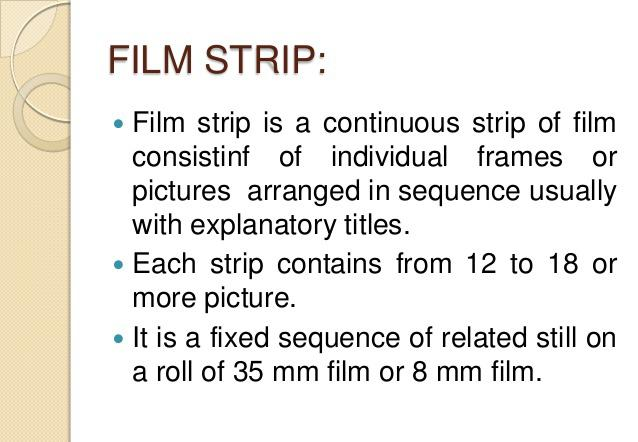 FILM STRIP:
• Film strip is a continuous strip of film
consistinf of individual frames or
pictures arranged in sequence usually
with explanatory titles.
• Each strip contains from 12 to 18 or
more picture.
• It is a fixed sequence of related still on
a roll of 35 mm film or 8 mm film.